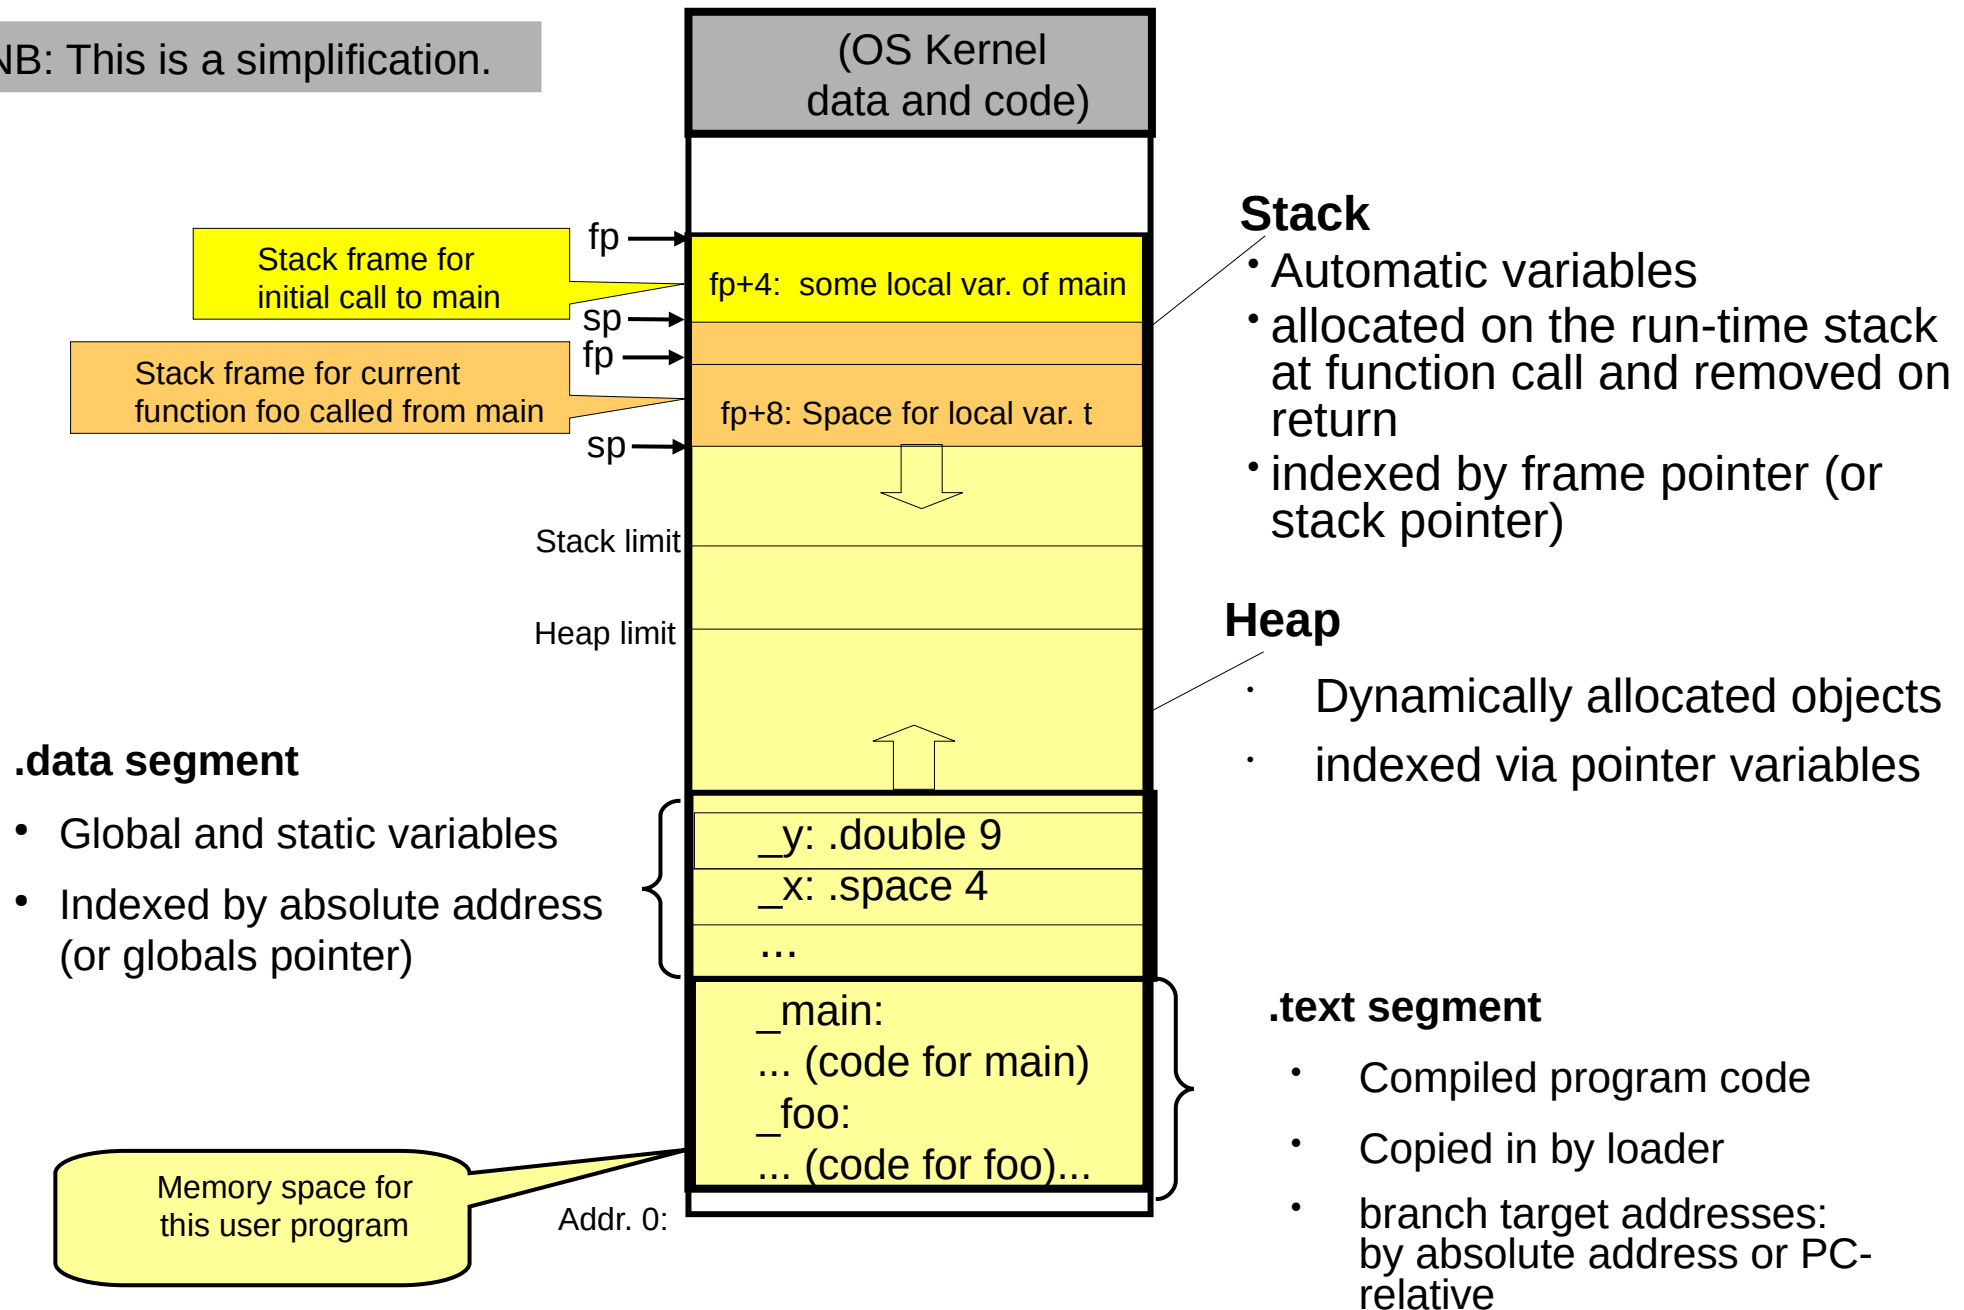 NB: This is a simplification.
(OS Kernel
data and code)
fp
Stack frame for
initial call to main
fp+4:  some local var. of main
sp
fp
Stack frame for current
function foo called from main
fp+8: Space for local var. t
sp
Stack limit
Heap limit
Stack
• Automatic variables
• allocated on the run-time stack
at function call and removed on
return
• indexed by frame pointer (or
stack pointer)
Heap
• Dynamically allocated objects
• indexed via pointer variables
.data segment
• Global and static variables
• Indexed by absolute address
(or globals pointer)
_y: .double 9
_x: .space 4
...
_main:
... (code for main)
_foo:
... (code for foo)...
.text segment
• Compiled program code
• Copied in by loader
• branch target addresses:
by absolute address or PC-
relative
Memory space for
this user program
Addr. 0: